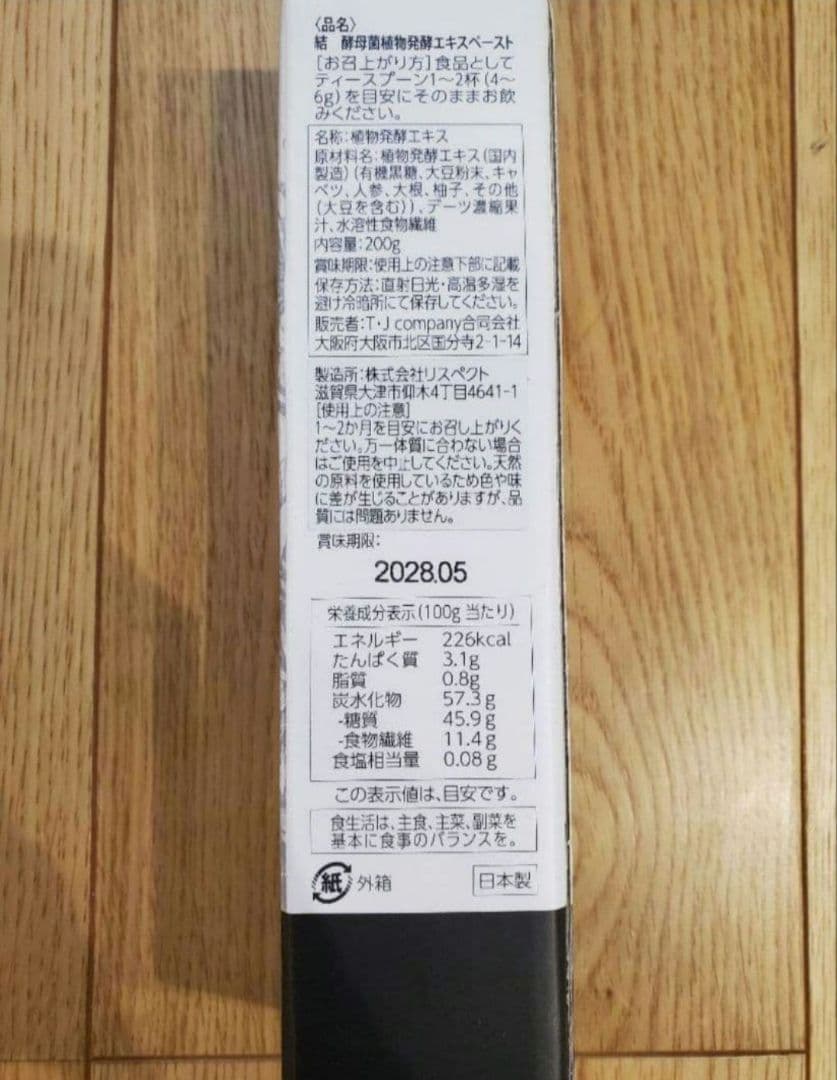 〈品名〉
結　酵母菌植物発酵エキスペースト
[お召上がり方]食品として
ティースプーン1〜2杯(4〜
6g)を目安にそのままお飲
みください。
名称:植物発酵エキス
原材料名:植物発酵エキス(国内
製造)(有機黒糖、大豆粉末、キャ
ベツ、人参、大根、柚子、その他
(大豆を含む))、デーツ濃縮果
汁、水溶性食物繊維
内容量:200g
賞味期限:使用上の注意下部に記載
保存方法:直射日光・高温多湿を
避け冷暗所にて保存してください。
販売者:T・J company合同会社
大阪府大阪市北区国分寺2-1-14
製造所:株式会社リスペクト
滋賀県大津市仰木4丁目4641-1
[使用上の注意]
1〜2か月を目安にお召し上がりく
ださい。万一体質に合わない場合
はご使用を中止してください。天然
の原料を使用しているため色や味
に差が生じることがありますが、品
質には問題ありません。
賞味期限:
2028.05
栄養成分表示(100g当たり)
エネルギー 226kcal
たんぱく質 3.1g
脂質 0.8g
炭水化物 57.3g
-糖質 45.9g
-食物繊維 11.4g
食塩相当量 0.08g
この表示値は、目安です。
食生活は、主食、主菜、副菜を
基本に食事のバランスを。
紙 外箱 日本製